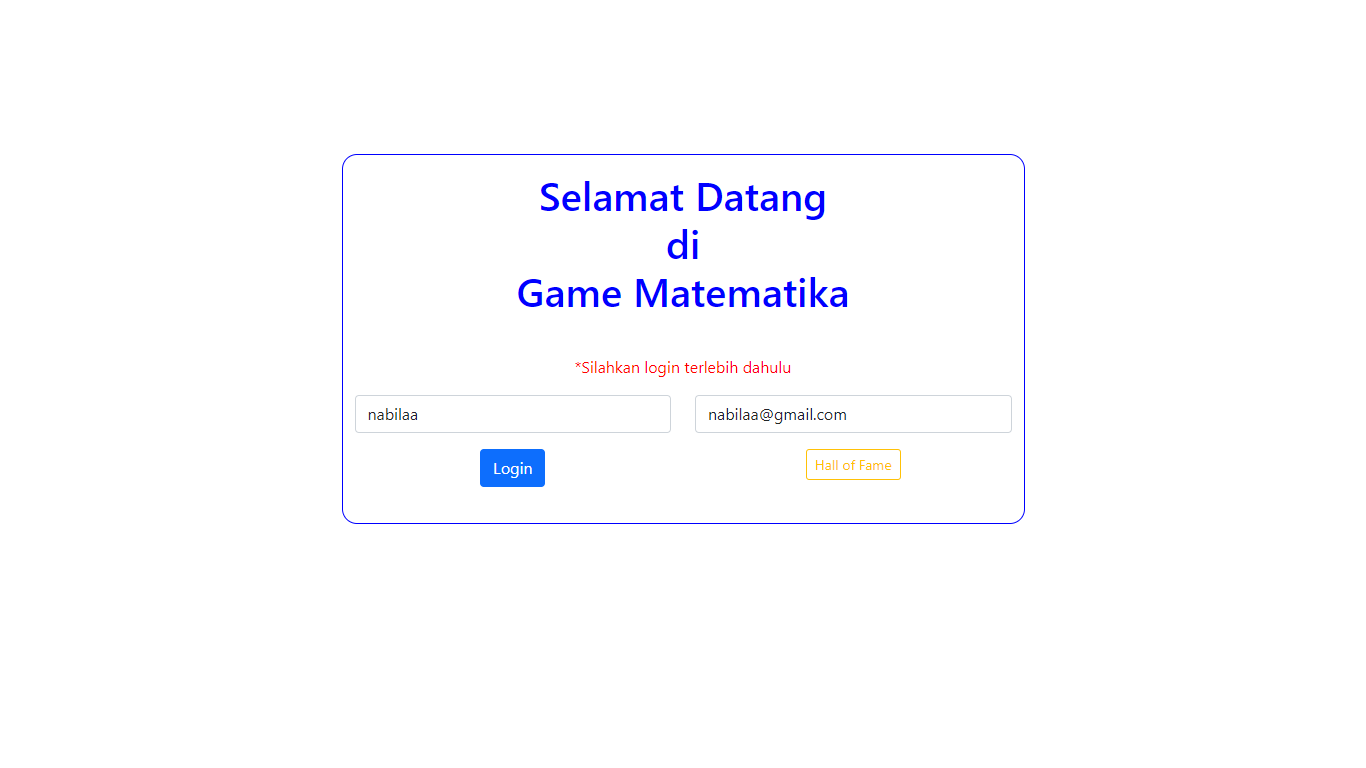 Selamat Datang
di
Game Matematika
*Silahkan login terlebih dahulu
nabilaa
nabilaa@gmail.com
Login
Hall of Fame